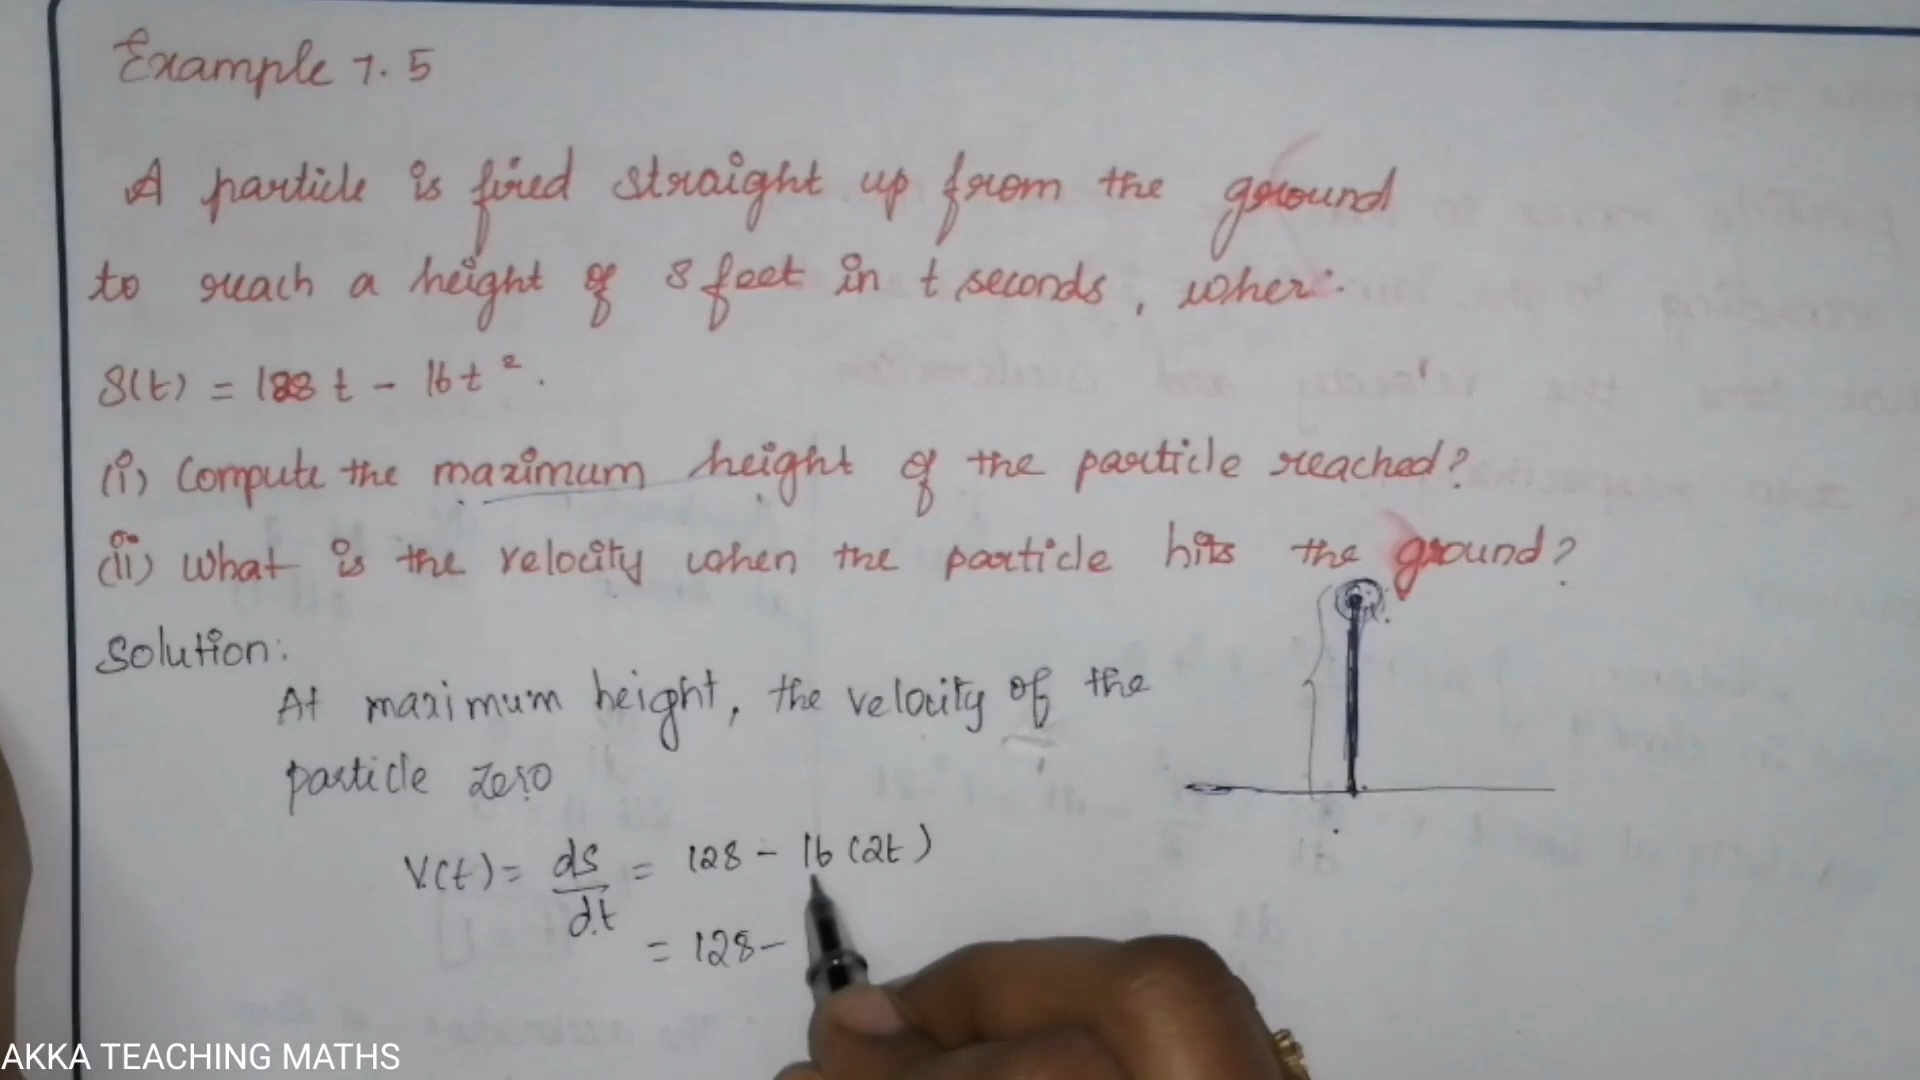 Example 7.5
A particle is fired straight up from the ground
to reach a height of s feet in t seconds, where
S(t) = 128 t - 16t².
(i) Compute the maximum height of the particle reached?
(ii) What is the velocity when the particle hits the ground?
Solution:
At maximum height, the velocity of the
particle zero
V(t) = ds/dt = 128 - 16(2t)
= 128 -
AKKA TEACHING MATHS